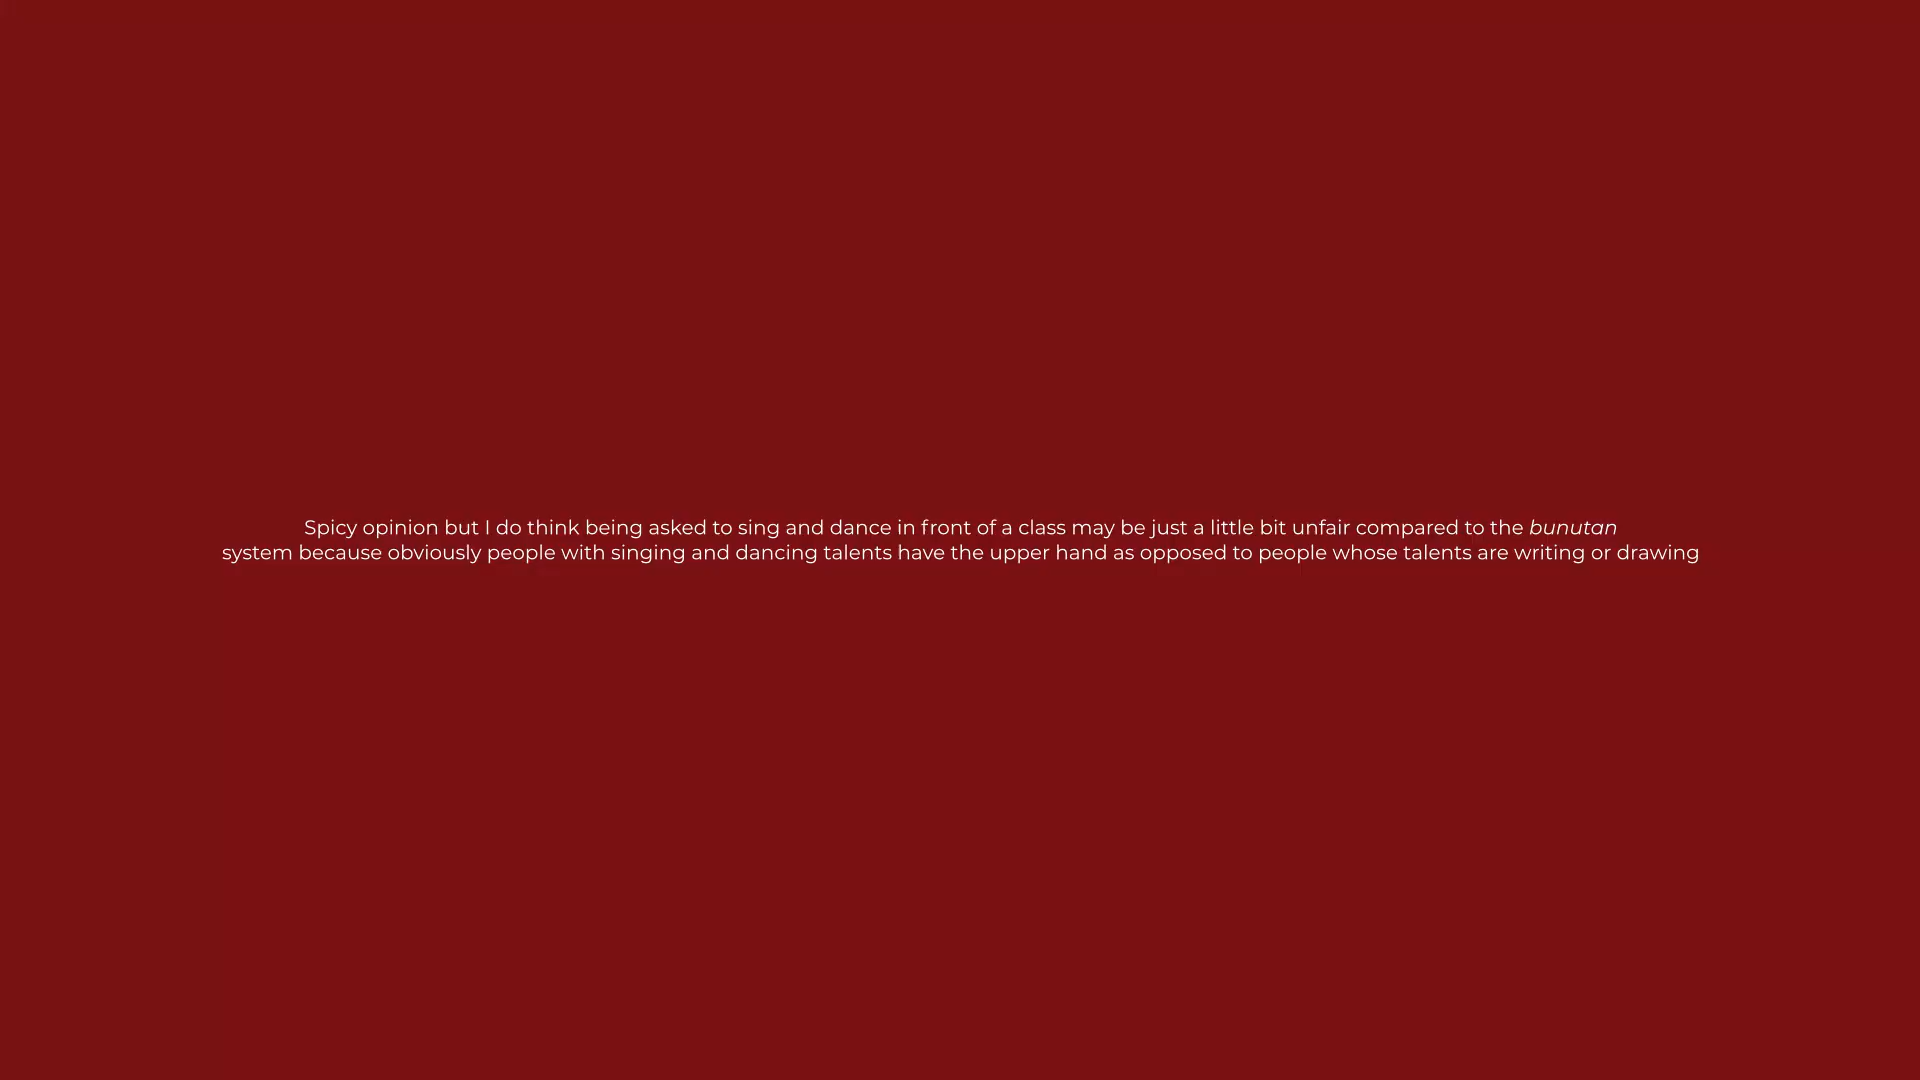 Spicy opinion but I do think being asked to sing and dance in front of a class may be just a little bit unfair compared to the bunutan
system because obviously people with singing and dancing talents have the upper hand as opposed to people whose talents are writing or drawing